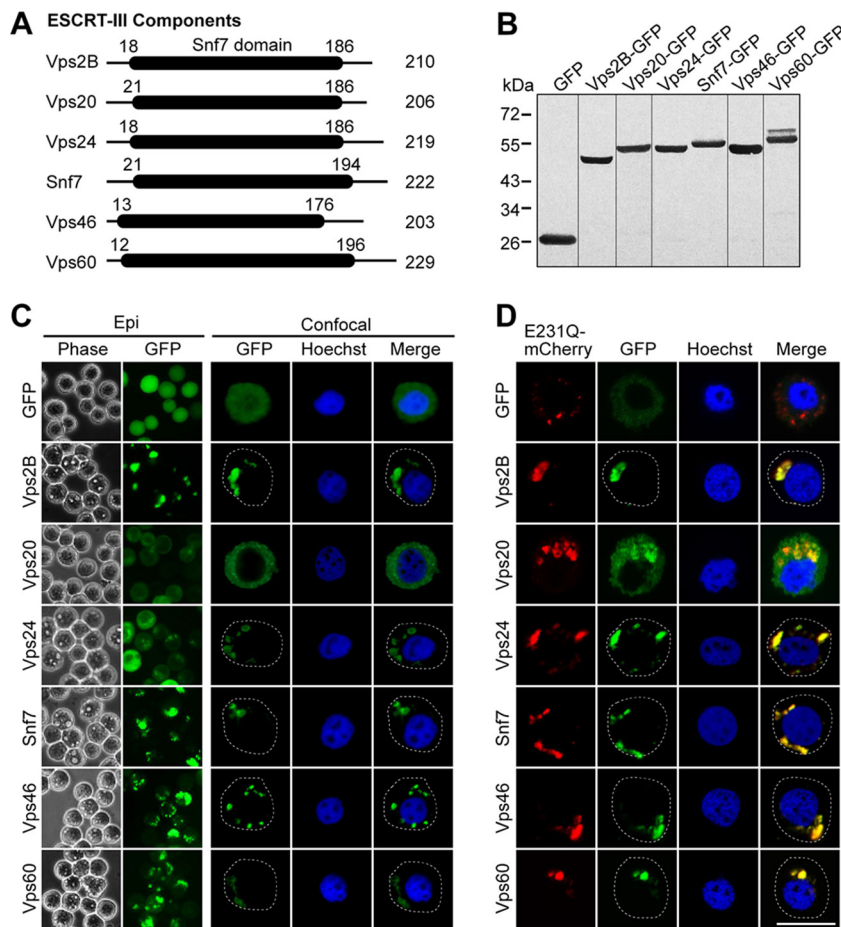 A ESCRT-III Components
18 Snf7 domain 186
Vps2B 210
21 186
Vps20 206
18 186
Vps24 219
21 194
Snf7 222
13 176
Vps46 203
12 196
Vps60 229
B
GFP Vps2B-GFP Vps20-GFP Vps24-GFP Snf7-GFP Vps46-GFP Vps60-GFP
kDa
72
55
43
34
26
C
Epi Confocal
Phase GFP GFP Hoechst Merge
GFP
Vps2B
Vps20
Vps24
Snf7
Vps46
Vps60
D
E231Q-
mCherry GFP Hoechst Merge
GFP
Vps2B
Vps20
Vps24
Snf7
Vps46
Vps60